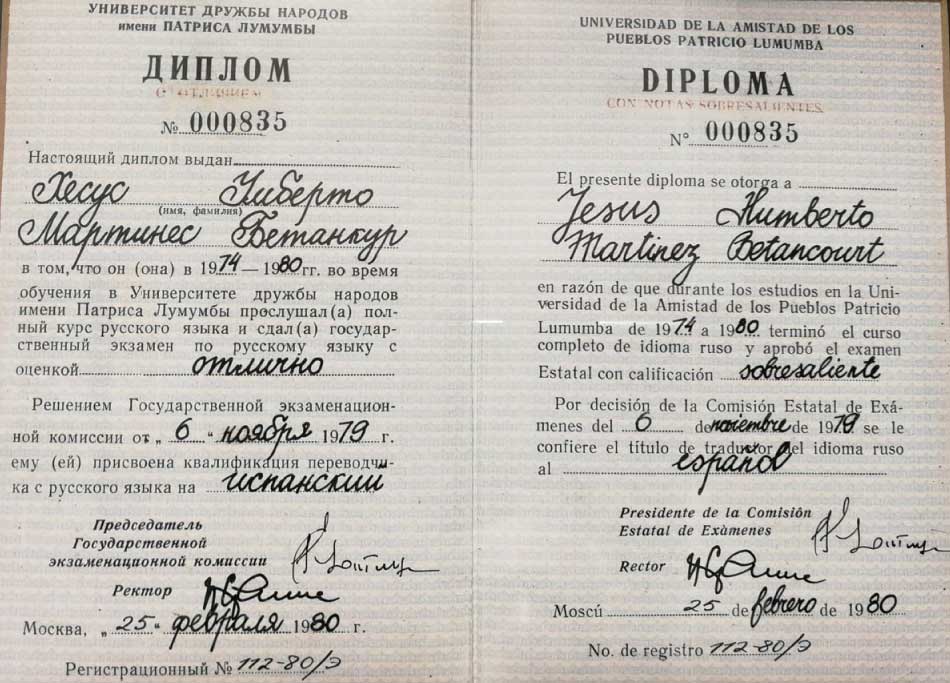 УНИВЕРСИТЕТ ДРУЖБЫ НАРОДОВ
имени ПАТРИСА ЛУМУМБЫ
ДИПЛОМ
С ОТЛИЧИЕМ
№ 000835
Настоящий диплом выдан
Хесус Умберто
(имя, фамилия)
Мартинес Бетанкур
в том, что он (она) в 1974 — 1980 гг. во время
обучения в Университете дружбы народов
имени Патриса Лумумбы прослушал(а) пол-
ный курс русского языка и сдал(а) государ-
ственный экзамен по русскому языку с
оценкой отлично
Решением Государственной экзаменацион-
ной комиссии от „ 6 “ ноября 1979 г.
ему (ей) присвоена квалификация переводчи-
ка с русского языка на испанский
Председатель
Государственной
экзаменационной комиссии
Ректор
Москва, „ 25 “ февраля 1980 г.
Регистрационный № 112-80/Э
UNIVERSIDAD DE LA AMISTAD DE LOS
PUEBLOS PATRICIO LUMUMBA
DIPLOMA
CON NOTAS SOBRESALIENTES
N° 000835
El presente diploma se otorga a
Jesus Humberto
Martinez Betancourt
en razón de que durante los estudios en la Uni-
versidad de la Amistad de los Pueblos Patricio
Lumumba de 1974 a 1980 terminó el curso
completo de idioma ruso y aprobó el examen
Estatal con calificación sobresaliente
Por decisión de la Comisión Estatal de Exá-
menes del 6 de noviembre de 1979 se le
confiere el título de traductor del idioma ruso
al español
Presidente de la Comisión
Estatal de Exàmenes
Rector
Moscú 25 de febrero de 1980
No. de registro 112-80/Э